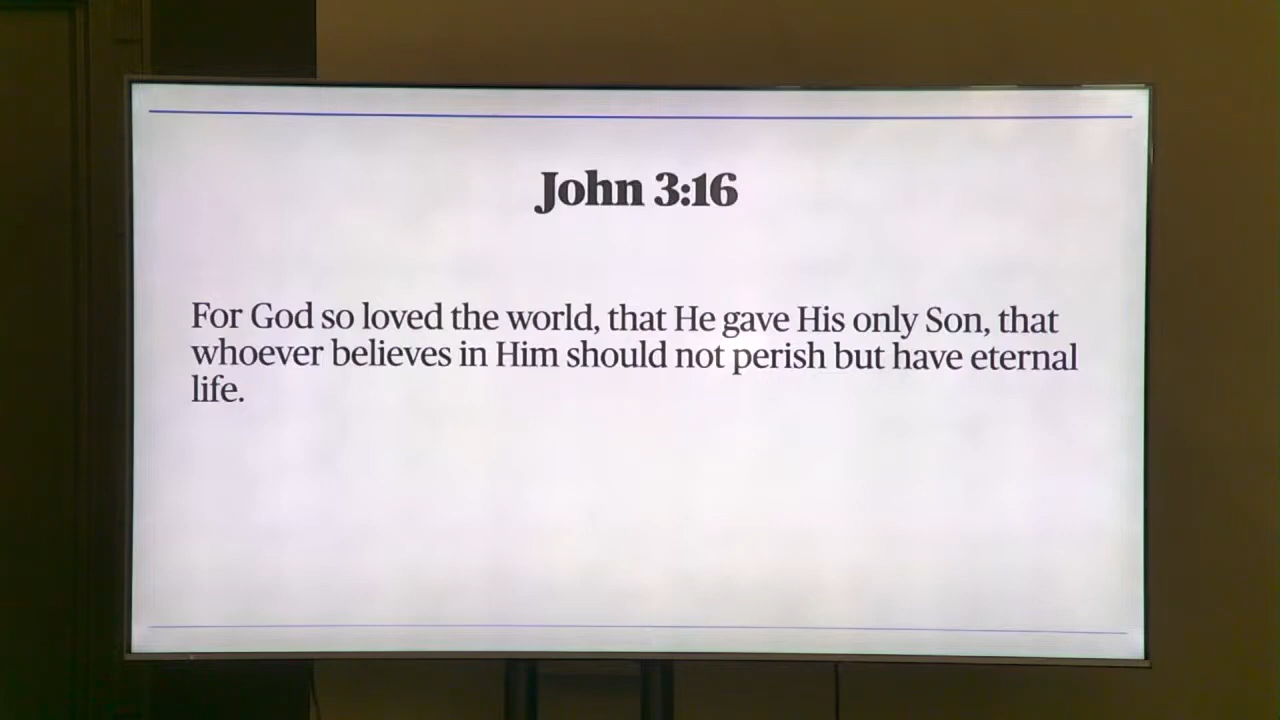 John 3:16
For God so loved the world, that He gave His only Son, that
whoever believes in Him should not perish but have eternal
life.